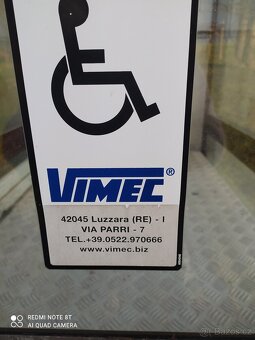 VIMEC®
42045 Luzzara (RE) - I
VIA PARRI - 7
TEL.+39.0522.970666
www.vimec.biz
REDMI NOTE 8T
AI QUAD CAMERA